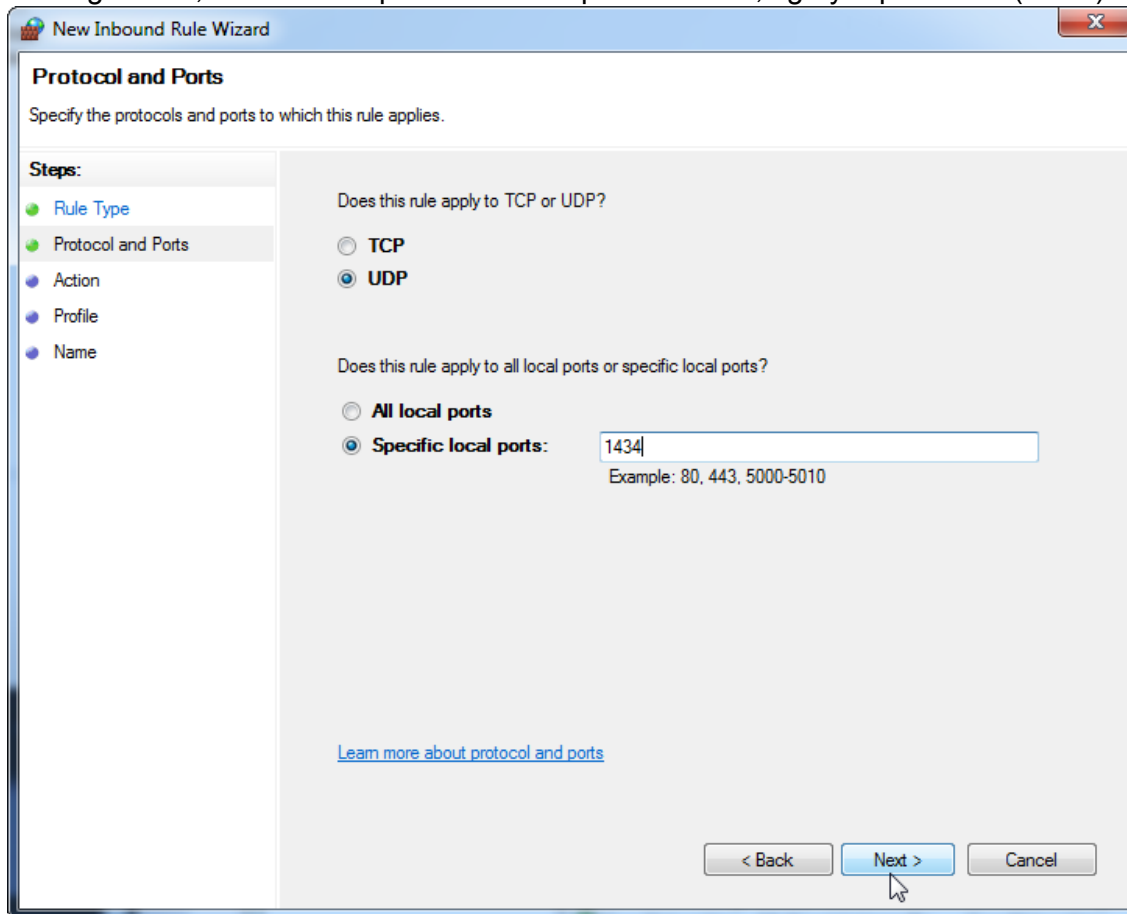 New Inbound Rule Wizard
Protocol and Ports
Specify the protocols and ports to which this rule applies.
Steps:
Rule Type
Protocol and Ports
Action
Profile
Name
Does this rule apply to TCP or UDP?
TCP
UDP
Does this rule apply to all local ports or specific local ports?
All local ports
Specific local ports: 1434
Example: 80, 443, 5000-5010
Learn more about protocol and ports
< Back Next > Cancel